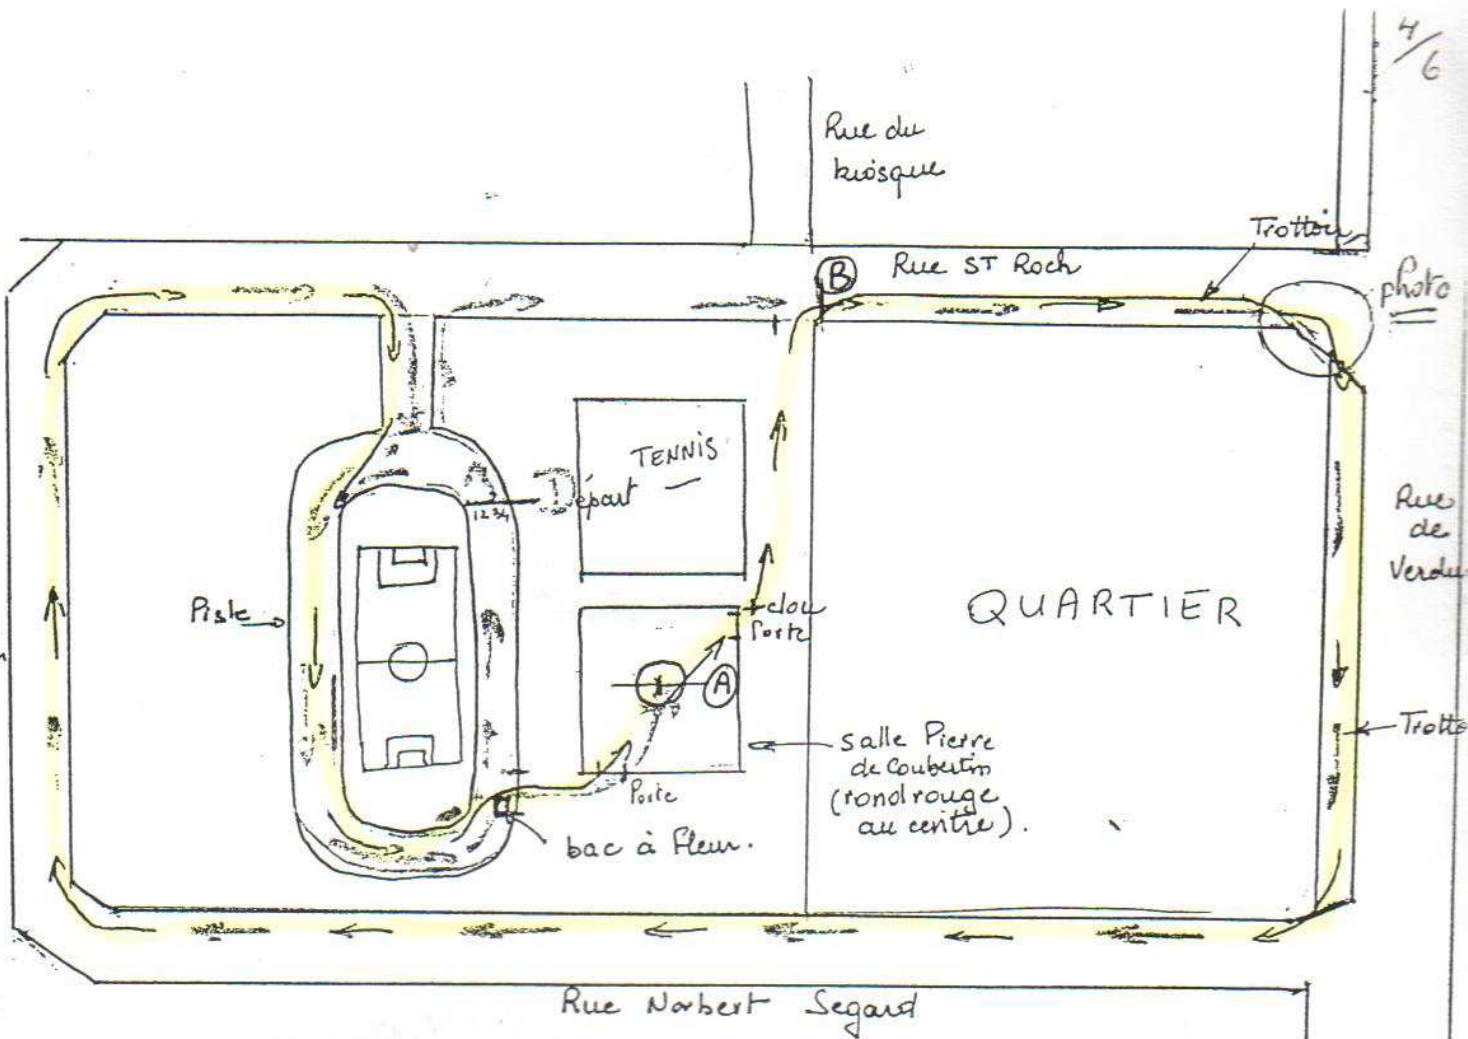 4/6
Rue du
kiosque
Trottoir
B
Rue ST Roch
photo
TENNIS
Départ
1234
Rue
de
Verdu
Piste
clou
Porte
QUARTIER
A
Trotto
salle Pierre
de Coubertin
(rond rouge
au centre).
Porte
bac à Fleur.
Rue Norbert Segard